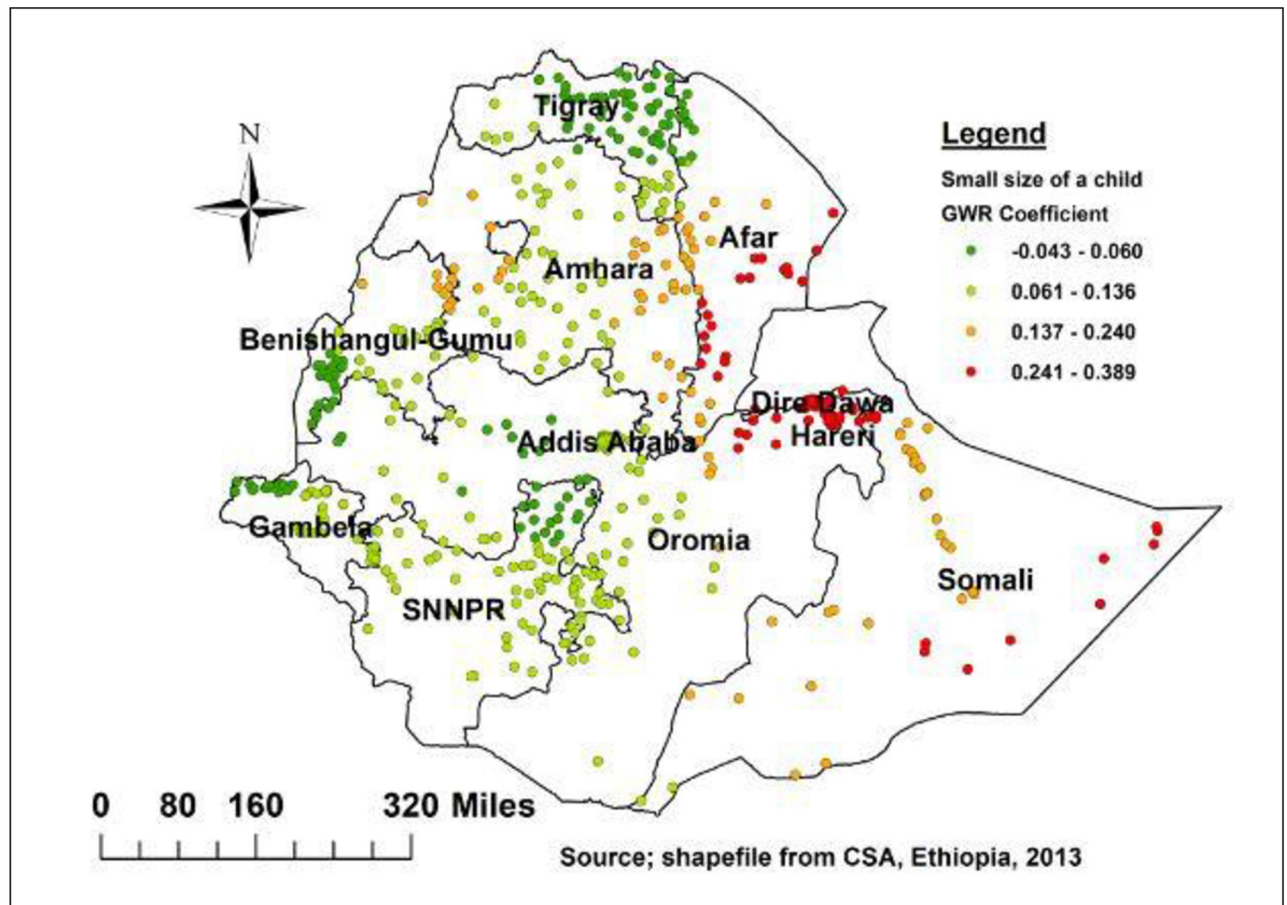 N
Tigray
Afar
Amhara
Benishangul-Gumu
Dire Dawa
Hareri
Addis Ababa
Gambela
Oromia
SNNPR
Somali
Legend
Small size of a child
GWR Coefficient
-0.043 - 0.060
0.061 - 0.136
0.137 - 0.240
0.241 - 0.389
0 80 160 320 Miles
Source; shapefile from CSA, Ethiopia, 2013